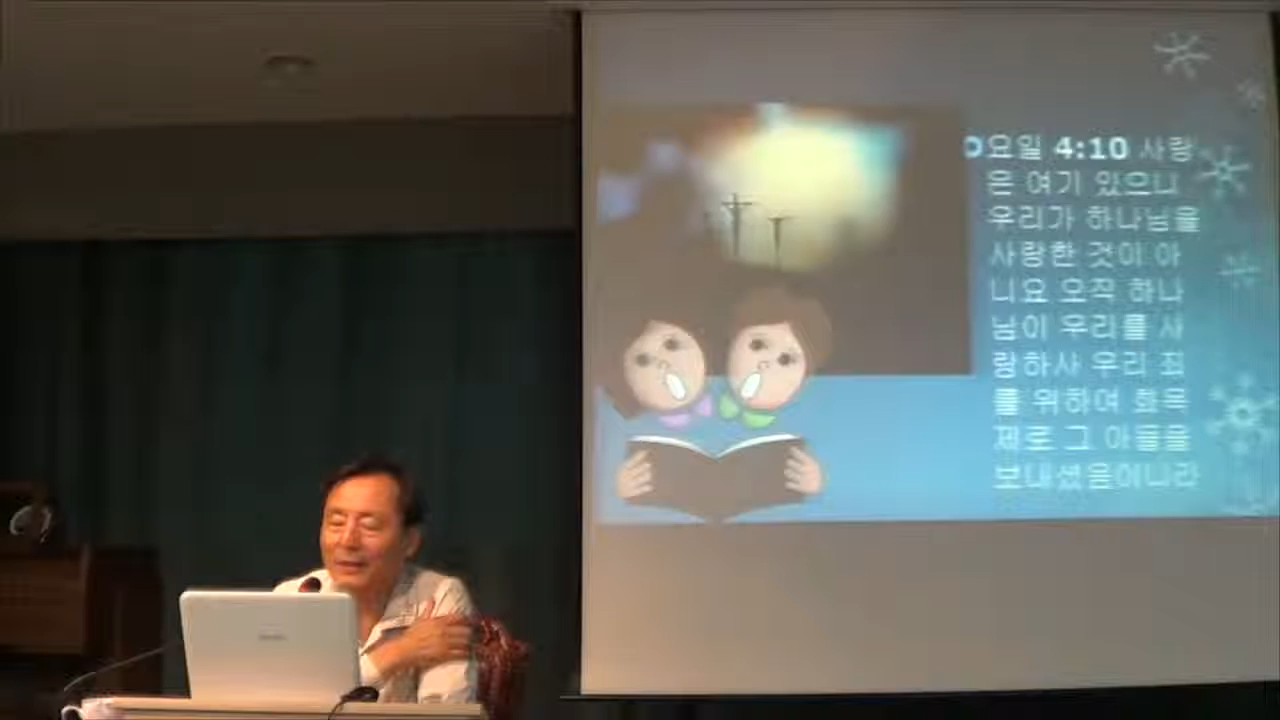 요일 4:10 사랑
은 여기 있으니
우리가 하나님을
사랑한 것이 아
니요 오직 하나
님이 우리를 사
랑하사 우리 죄
를 위하여 화목
제로 그 아들을
보내셨음이니라